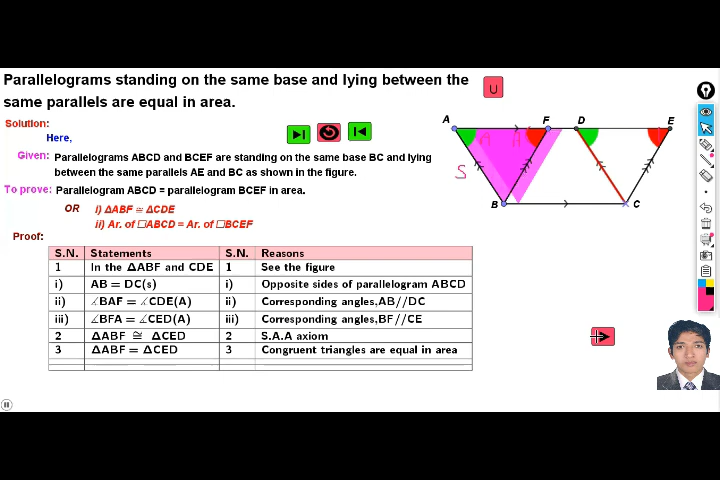 Parallelograms standing on the same base and lying between the
same parallels are equal in area.
U
Solution:
Here,
Given: Parallelograms ABCD and BCEF are standing on the same base BC and lying
between the same parallels AE and BC as shown in the figure.
To prove: Parallelogram ABCD = parallelogram BCEF in area.
OR i) ΔABF ≅ ΔCDE
ii) Ar. of □ABCD = Ar. of □BCEF
Proof:
A F D E
A A
S
B C
S.N. Statements S.N. Reasons
1 In the ΔABF and CDE 1 See the figure
i) AB = DC(s) i) Opposite sides of parallelogram ABCD
ii) ∡BAF = ∡CDE(A) ii) Corresponding angles,AB//DC
iii) ∡BFA = ∡CED(A) iii) Corresponding angles,BF//CE
2 ΔABF ≅ ΔCED 2 S.A.A axiom
3 ΔABF = ΔCED 3 Congruent triangles are equal in area